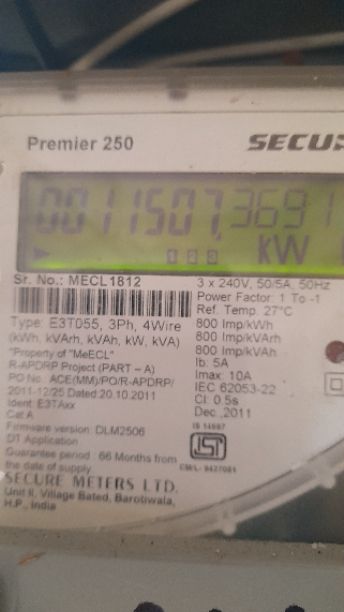 Premier 250
SECURE
0011507,3691
123
kW
Sr. No.: MECL1812
3 x 240V, 50/5A, 50Hz
Power Factor: 1 To -1
Ref. Temp. 27°C
Type: E3T055, 3Ph, 4Wire
(kWh, kVArh, kVAh, kW, kVA)
"Property of "MeECL"
R-APDRP Project (PART – A)
PO No. ACE(MM)/PO/R-APDRP/
2011-12/25 Dated 20.10.2011
Ident: E3TAxx
Cat A
Firmware version: DLM2506
DT Application
Guarantee period : 66 Months from
the date of supply
800 Imp/kWh
800 Imp/kVArh
800 Imp/kVAh
Ib: 5A
Imax: 10A
IEC 62053-22
Cl: 0.5s
Dec.,2011
IS 14697
ISI
CM/L- 9427081
SECURE METERS LTD.
Unit II, Village Bated, Barotiwala,
H.P., India